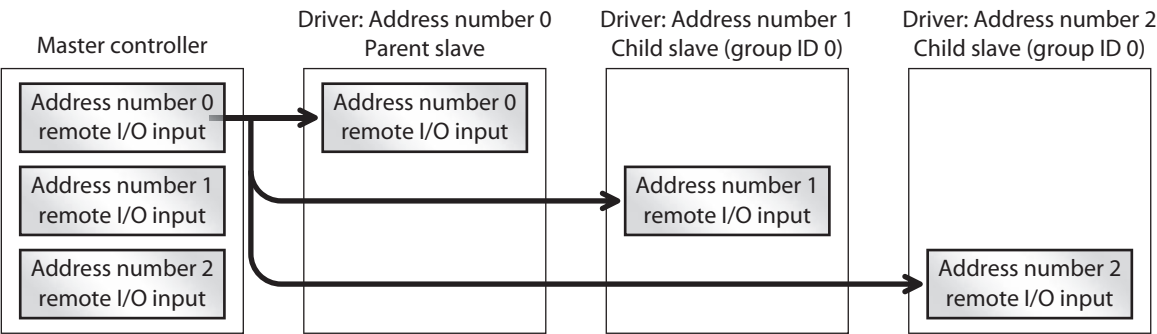 Master controller
Address number 0
remote I/O input
Address number 1
remote I/O input
Address number 2
remote I/O input
Driver: Address number 0
Parent slave
Address number 0
remote I/O input
Driver: Address number 1
Child slave (group ID 0)
Address number 1
remote I/O input
Driver: Address number 2
Child slave (group ID 0)
Address number 2
remote I/O input